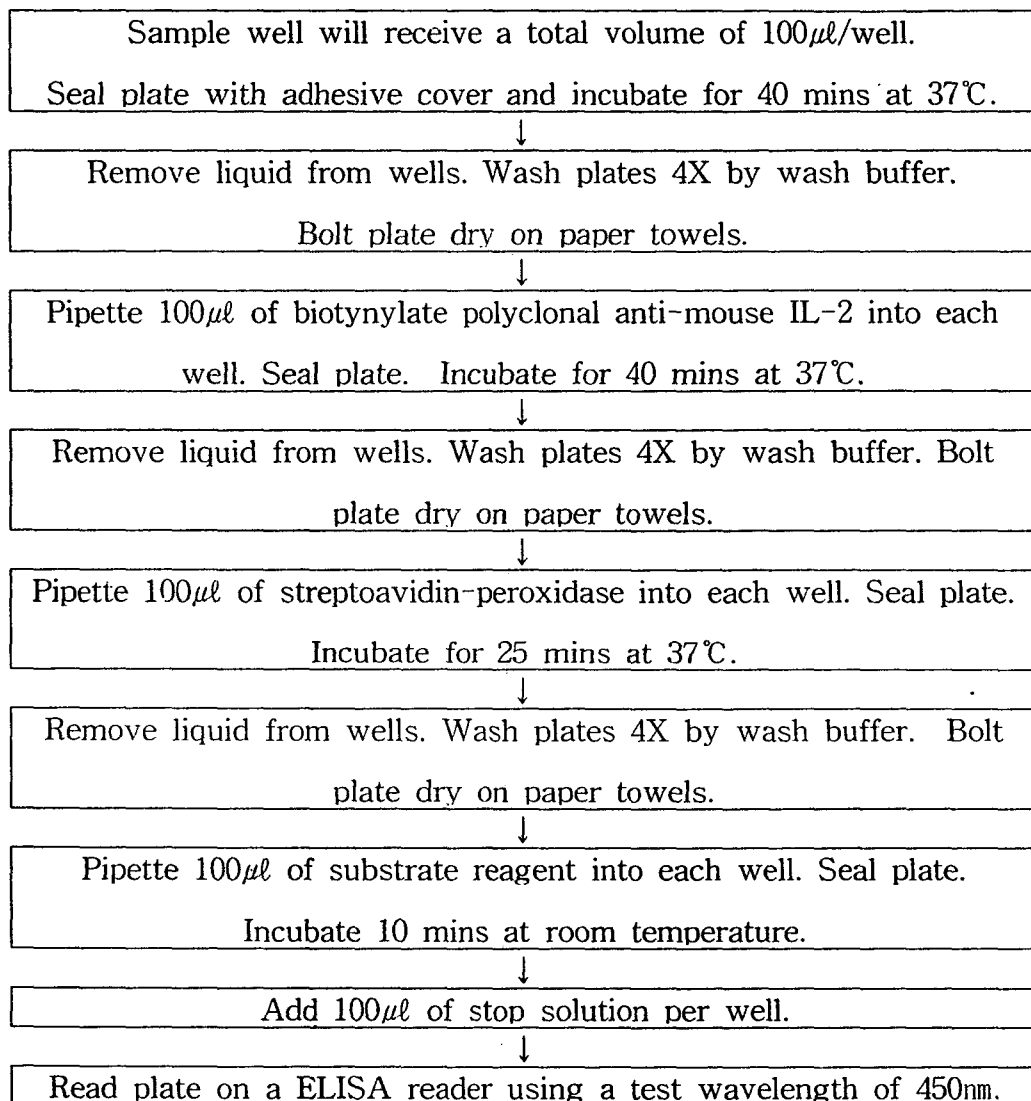 Sample well will receive a total volume of 100㎕/well.
Seal plate with adhesive cover and incubate for 40 mins at 37℃.
↓
Remove liquid from wells. Wash plates 4X by wash buffer.
Bolt plate dry on paper towels.
↓
Pipette 100㎕ of biotynylate polyclonal anti-mouse IL-2 into each
well. Seal plate. Incubate for 40 mins at 37℃.
↓
Remove liquid from wells. Wash plates 4X by wash buffer. Bolt
plate dry on paper towels.
↓
Pipette 100㎕ of streptoavidin-peroxidase into each well. Seal plate.
Incubate for 25 mins at 37℃.
↓
Remove liquid from wells. Wash plates 4X by wash buffer. Bolt
plate dry on paper towels.
↓
Pipette 100㎕ of substrate reagent into each well. Seal plate.
Incubate 10 mins at room temperature.
↓
Add 100㎕ of stop solution per well.
↓
Read plate on a ELISA reader using a test wavelength of 450㎚.